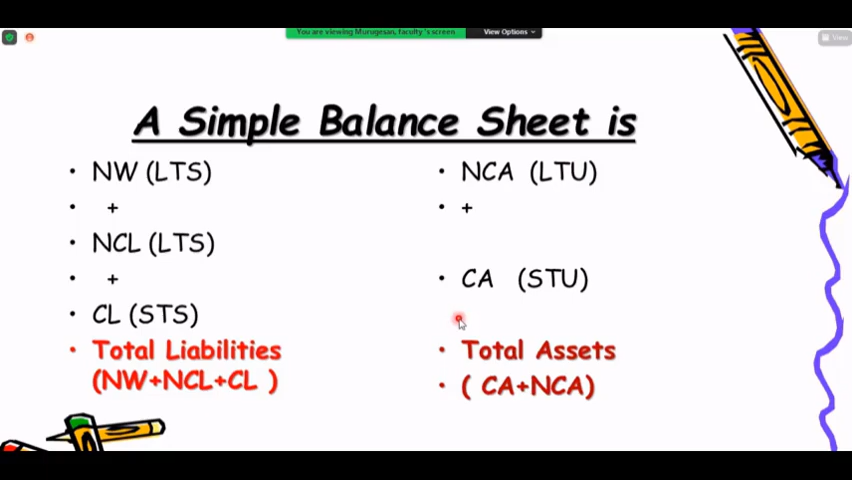 You are viewing Murugesan, faculty 's screen
View Options
View
A Simple Balance Sheet is
• NW (LTS)
• +
• NCL (LTS)
• +
• CL (STS)
• Total Liabilities
(NW+NCL+CL )
• NCA (LTU)
• +
• CA (STU)
• Total Assets
• ( CA+NCA)